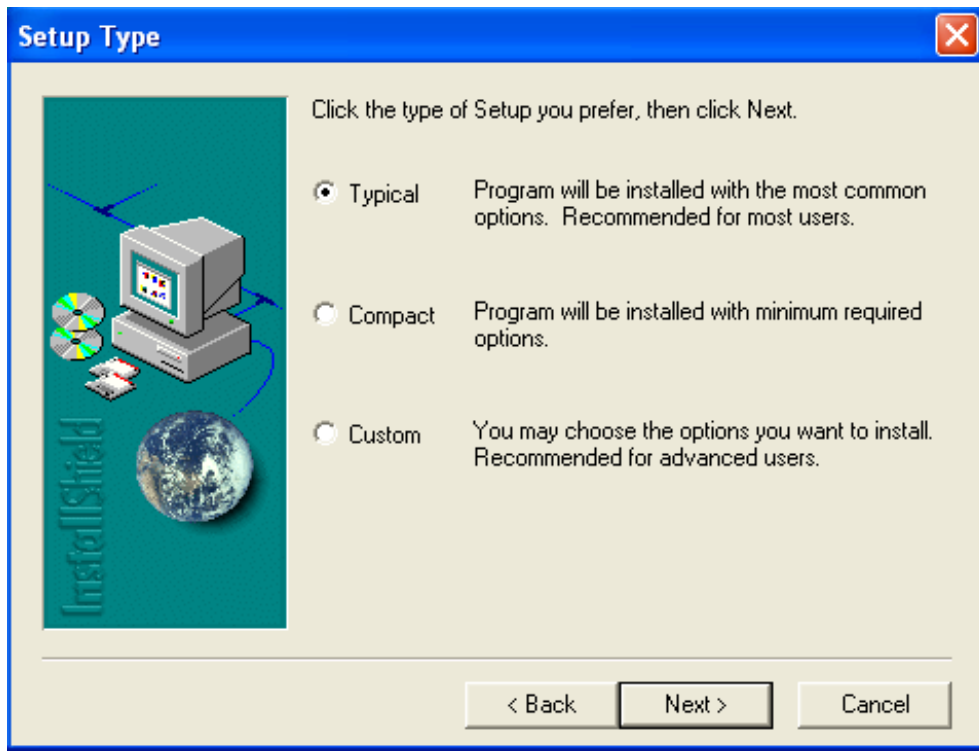 Setup Type
Click the type of Setup you prefer, then click Next.
Typical
Program will be installed with the most common
options.  Recommended for most users.
Compact
Program will be installed with minimum required
options.
Custom
You may choose the options you want to install.
Recommended for advanced users.
InstallShield
< Back
Next >
Cancel